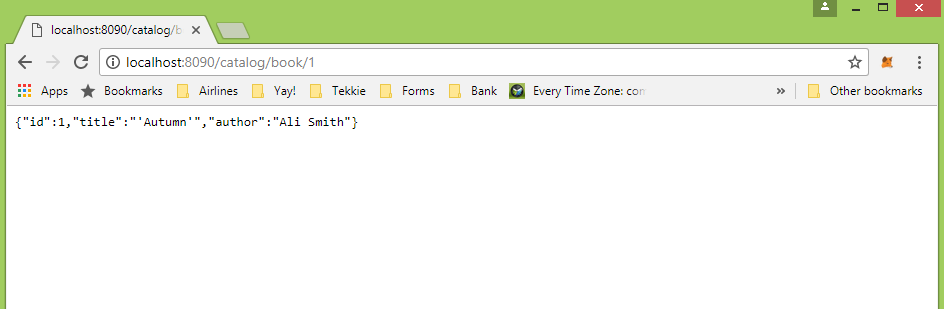 localhost:8090/catalog/b
localhost:8090/catalog/book/1
Apps Bookmarks Airlines Yay! Tekkie Forms Bank Every Time Zone: con » Other bookmarks
{"id":1,"title":"'Autumn'","author":"Ali Smith"}